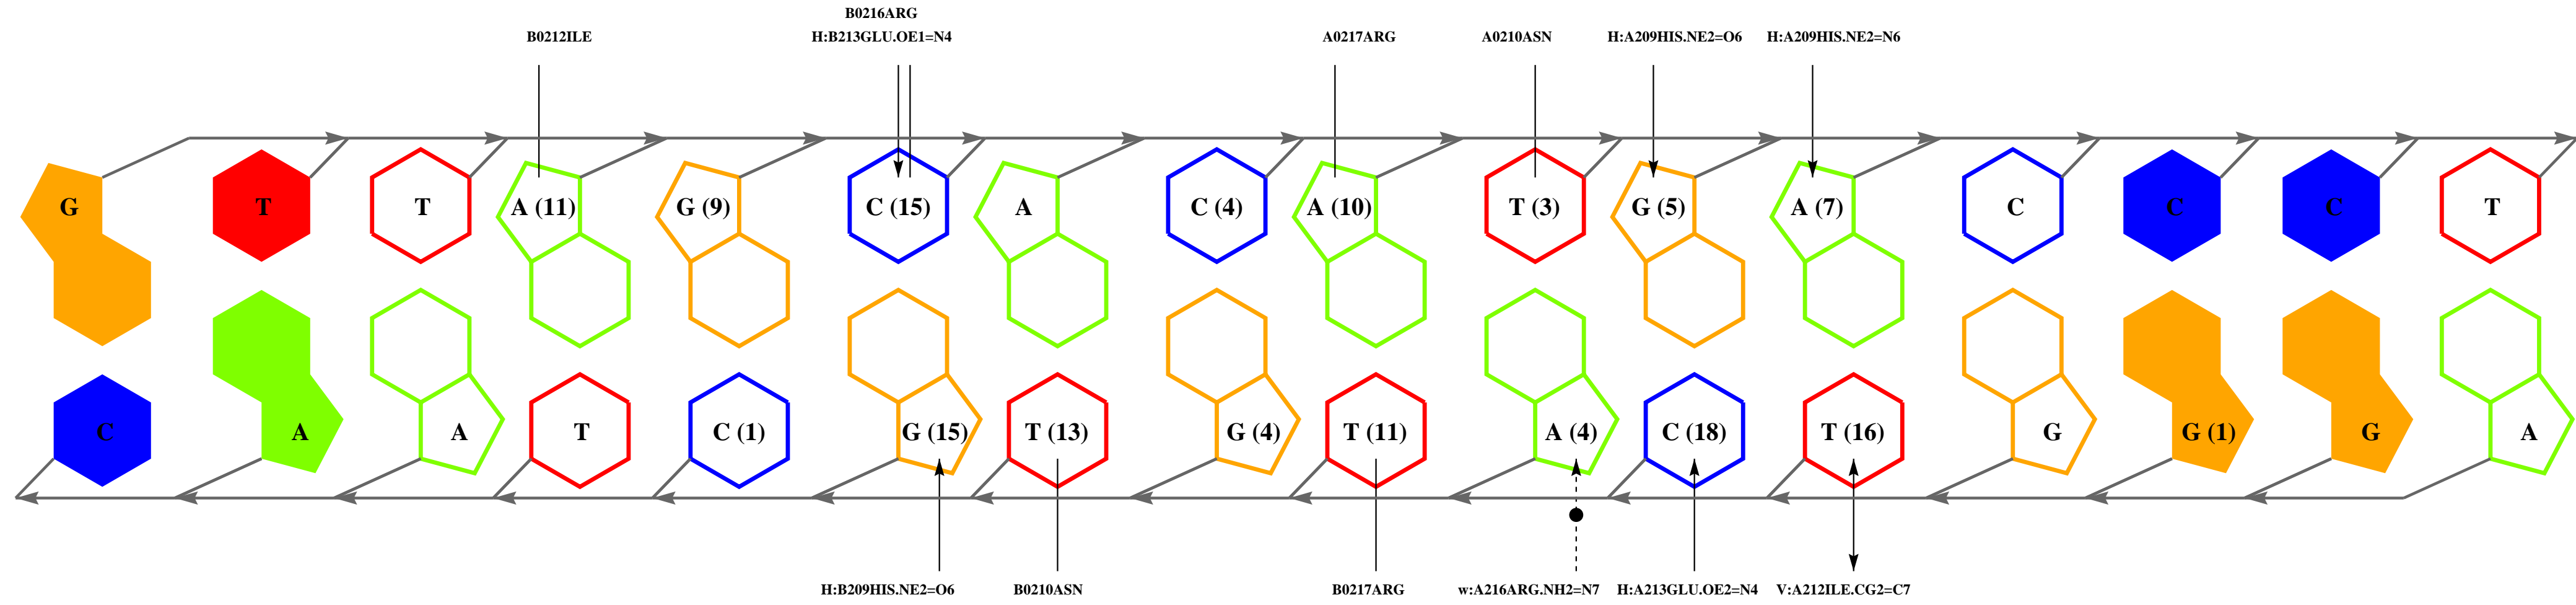 B0216ARG
B0212ILE H:B213GLU.OE1=N4 A0217ARG A0210ASN H:A209HIS.NE2=O6 H:A209HIS.NE2=N6
G T T A (11) G (9) C (15) A C (4) A (10) T (3) G (5) A (7) C C C T
C A A T C (1) G (15) T (13) G (4) T (11) A (4) C (18) T (16) G G (1) G A
H:B209HIS.NE2=O6 B0210ASN B0217ARG w:A216ARG.NH2=N7 H:A213GLU.OE2=N4 V:A212ILE.CG2=C7